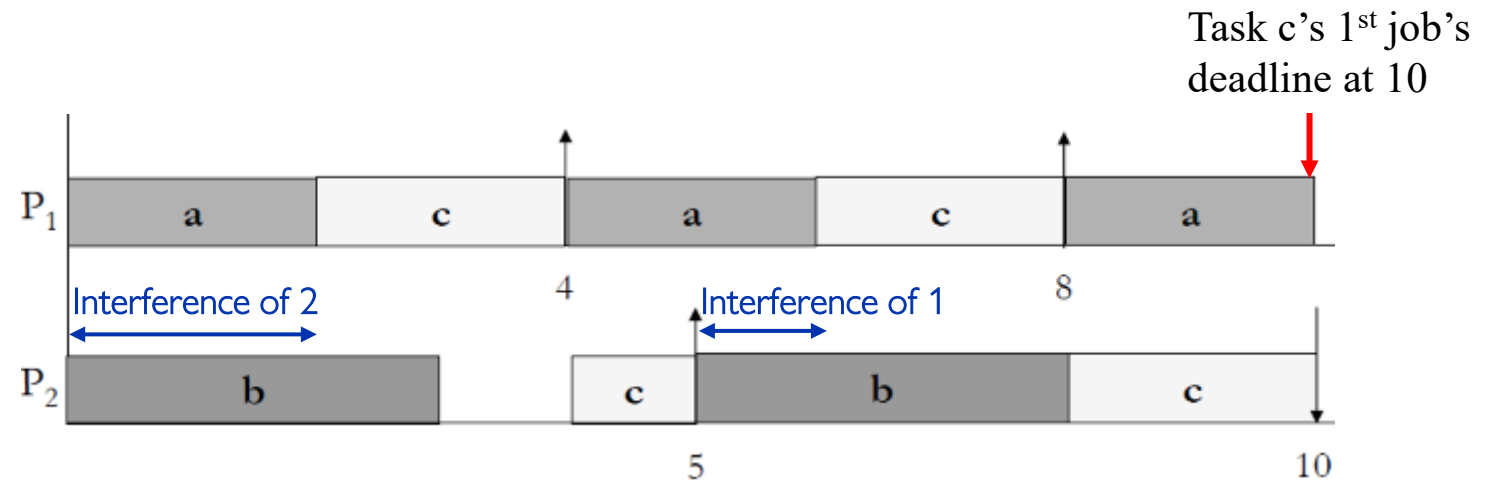 Task c’s 1st job’s
deadline at 10
P1 a c a c a
4 8
Interference of 2 Interference of 1
P2 b c b c
5 10